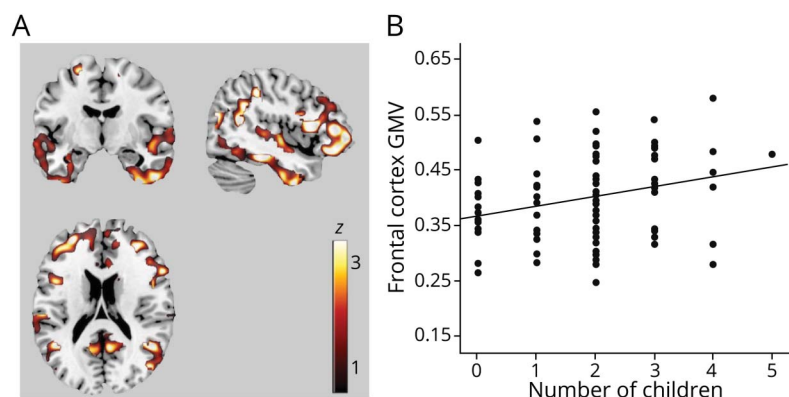 A
z
3
1
B
Frontal cortex GMV
0.65
0.55
0.45
0.35
0.25
0.15
0 1 2 3 4 5
Number of children